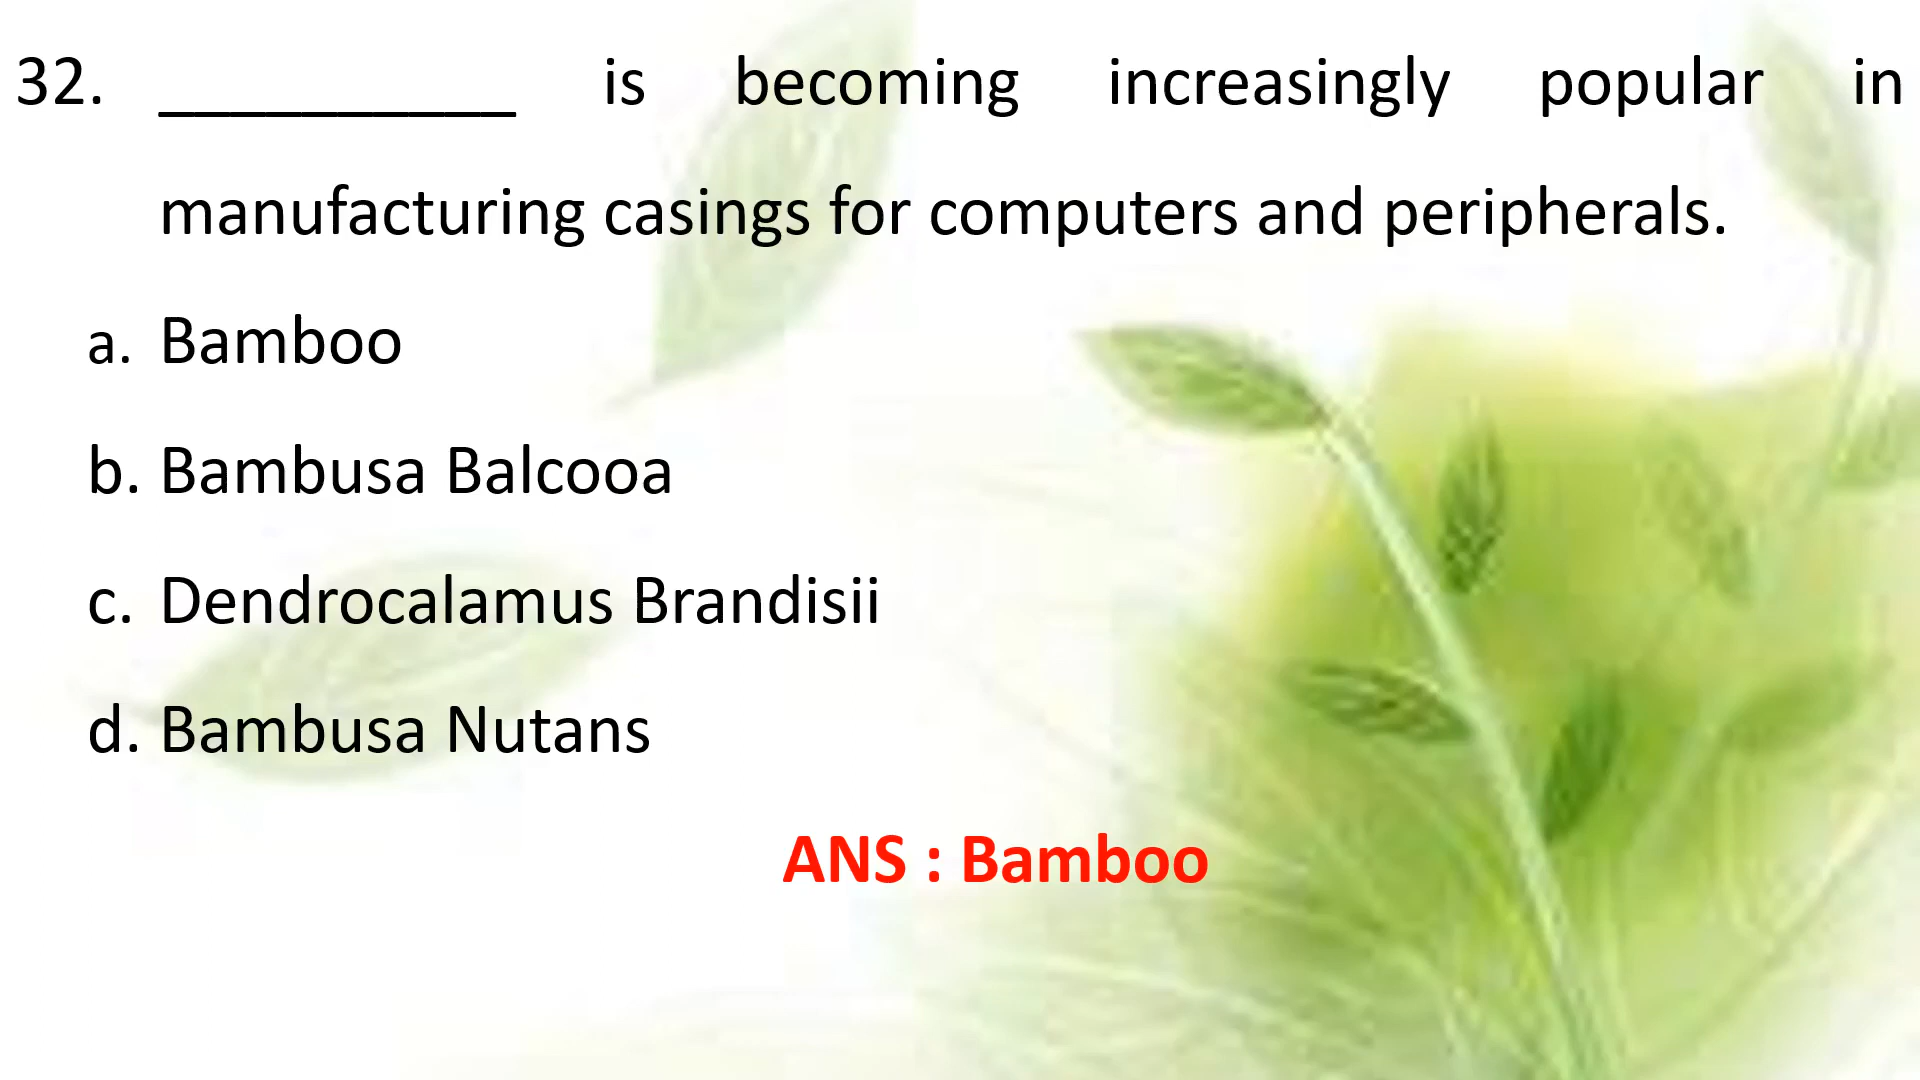 32. __________ is becoming increasingly popular in
manufacturing casings for computers and peripherals.
a. Bamboo
b. Bambusa Balcooa
c. Dendrocalamus Brandisii
d. Bambusa Nutans
ANS : Bamboo